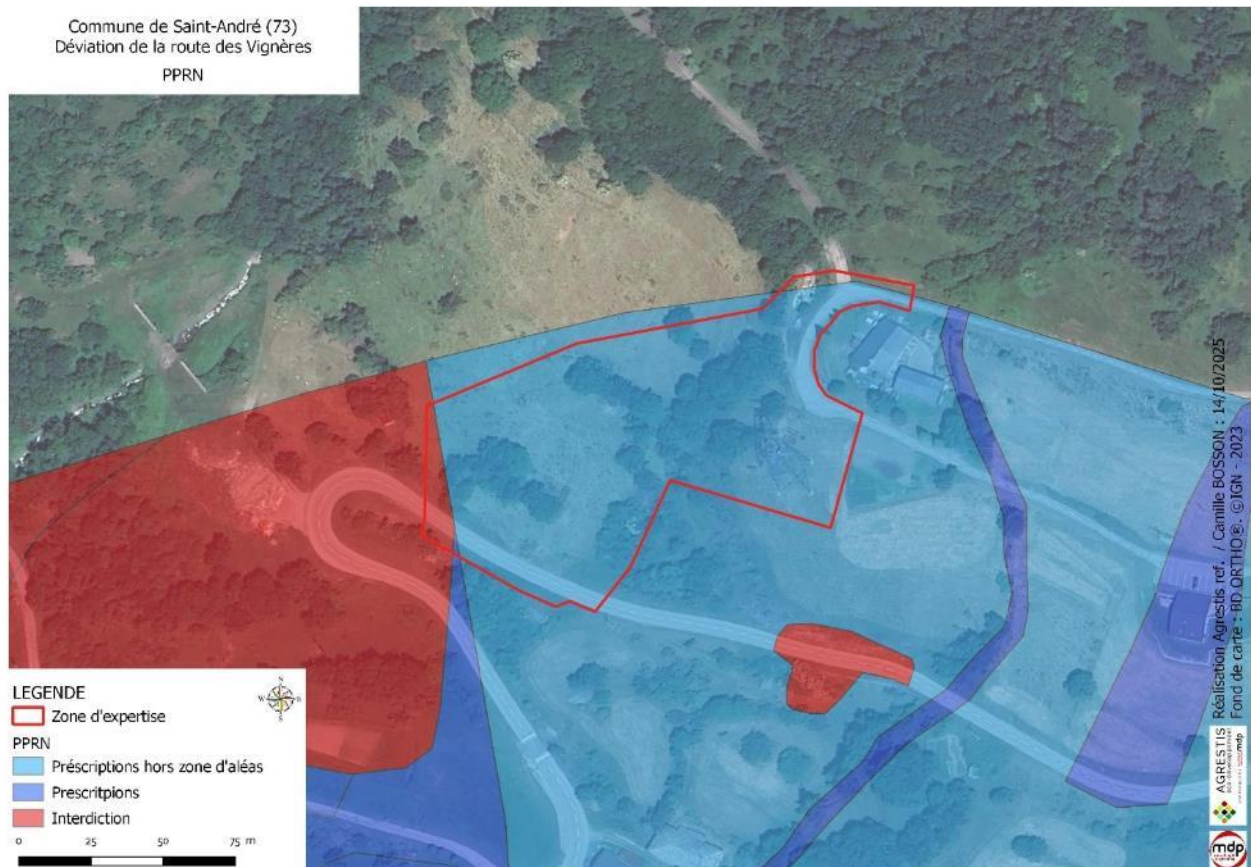 Commune de Saint-André (73)
Déviation de la route des Vignères
PPRN
LEGENDE
Zone d'expertise
PPRN
Préscriptions hors zone d'aléas
Prescritpions
Interdiction
0 25 50 75 m
Réalisation Agrestis ref. / Camille BOSSON : 14/10/2025
Fond de carte : BD ORTHO®. ©IGN - 2023
AGRESTIS
mdp